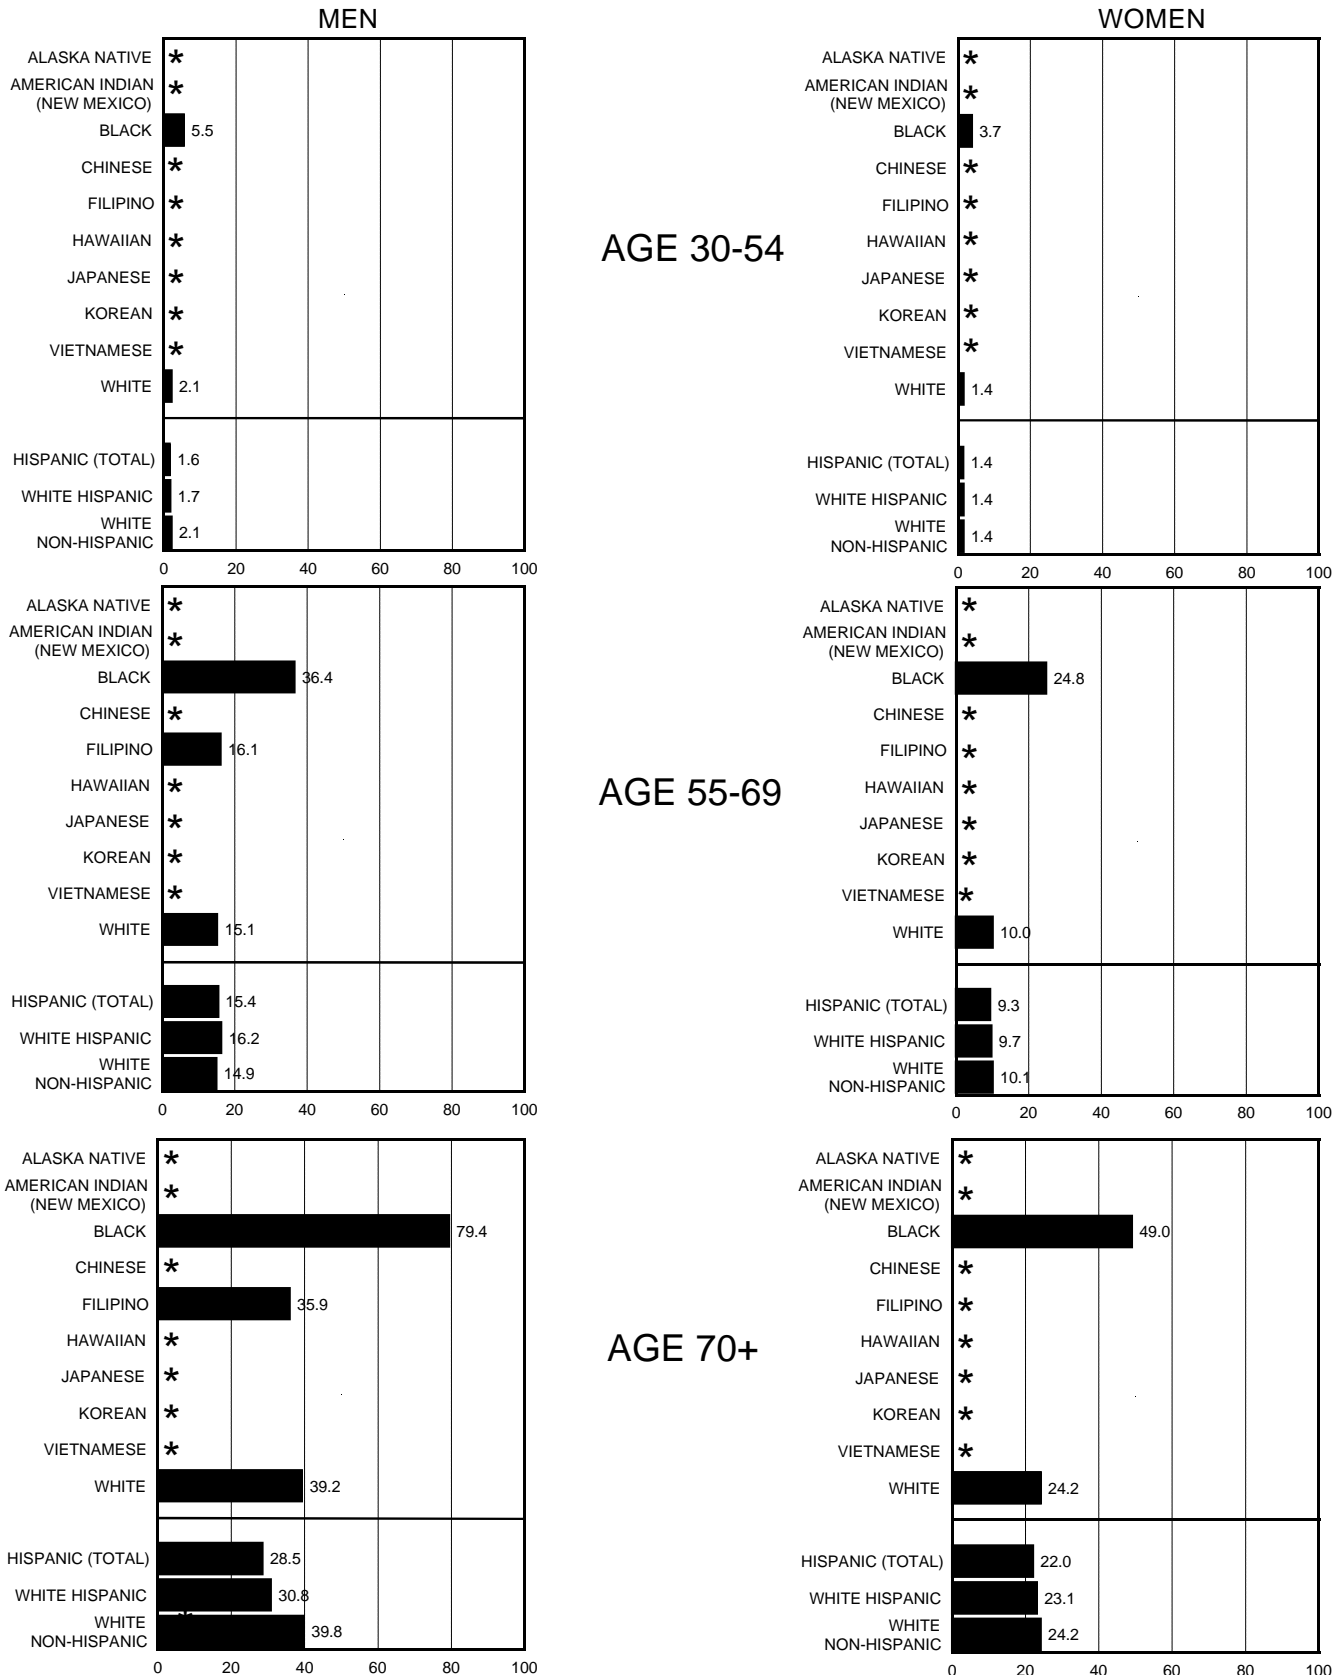 MEN
ALASKA NATIVE *
AMERICAN INDIAN
(NEW MEXICO) *
BLACK 5.5
CHINESE *
FILIPINO *
HAWAIIAN *
JAPANESE *
KOREAN *
VIETNAMESE *
WHITE 2.1
HISPANIC (TOTAL) 1.6
WHITE HISPANIC 1.7
WHITE
NON-HISPANIC 2.1
0 20 40 60 80 100
WOMEN
ALASKA NATIVE *
AMERICAN INDIAN
(NEW MEXICO) *
BLACK 3.7
CHINESE *
FILIPINO *
HAWAIIAN *
JAPANESE *
KOREAN *
VIETNAMESE *
WHITE 1.4
HISPANIC (TOTAL) 1.4
WHITE HISPANIC 1.4
WHITE
NON-HISPANIC 1.4
0 20 40 60 80 100
AGE 30-54
ALASKA NATIVE *
AMERICAN INDIAN
(NEW MEXICO) *
BLACK 36.4
CHINESE *
FILIPINO 16.1
HAWAIIAN *
JAPANESE *
KOREAN *
VIETNAMESE *
WHITE 15.1
HISPANIC (TOTAL) 15.4
WHITE HISPANIC 16.2
WHITE
NON-HISPANIC 14.9
0 20 40 60 80 100
AGE 55-69
ALASKA NATIVE *
AMERICAN INDIAN
(NEW MEXICO) *
BLACK 24.8
CHINESE *
FILIPINO *
HAWAIIAN *
JAPANESE *
KOREAN *
VIETNAMESE *
WHITE 10.0
HISPANIC (TOTAL) 9.3
WHITE HISPANIC 9.7
WHITE
NON-HISPANIC 10.1
0 20 40 60 80 100
ALASKA NATIVE *
AMERICAN INDIAN
(NEW MEXICO) *
BLACK 79.4
CHINESE *
FILIPINO 35.9
HAWAIIAN *
JAPANESE *
KOREAN *
VIETNAMESE *
WHITE 39.2
HISPANIC (TOTAL) 28.5
WHITE HISPANIC 30.8
WHITE
NON-HISPANIC 39.8
0 20 40 60 80 100
AGE 70+
ALASKA NATIVE *
AMERICAN INDIAN
(NEW MEXICO) *
BLACK 49.0
CHINESE *
FILIPINO *
HAWAIIAN *
JAPANESE *
KOREAN *
VIETNAMESE *
WHITE 24.2
HISPANIC (TOTAL) 22.0
WHITE HISPANIC 23.1
WHITE
NON-HISPANIC 24.2
0 20 40 60 80 100